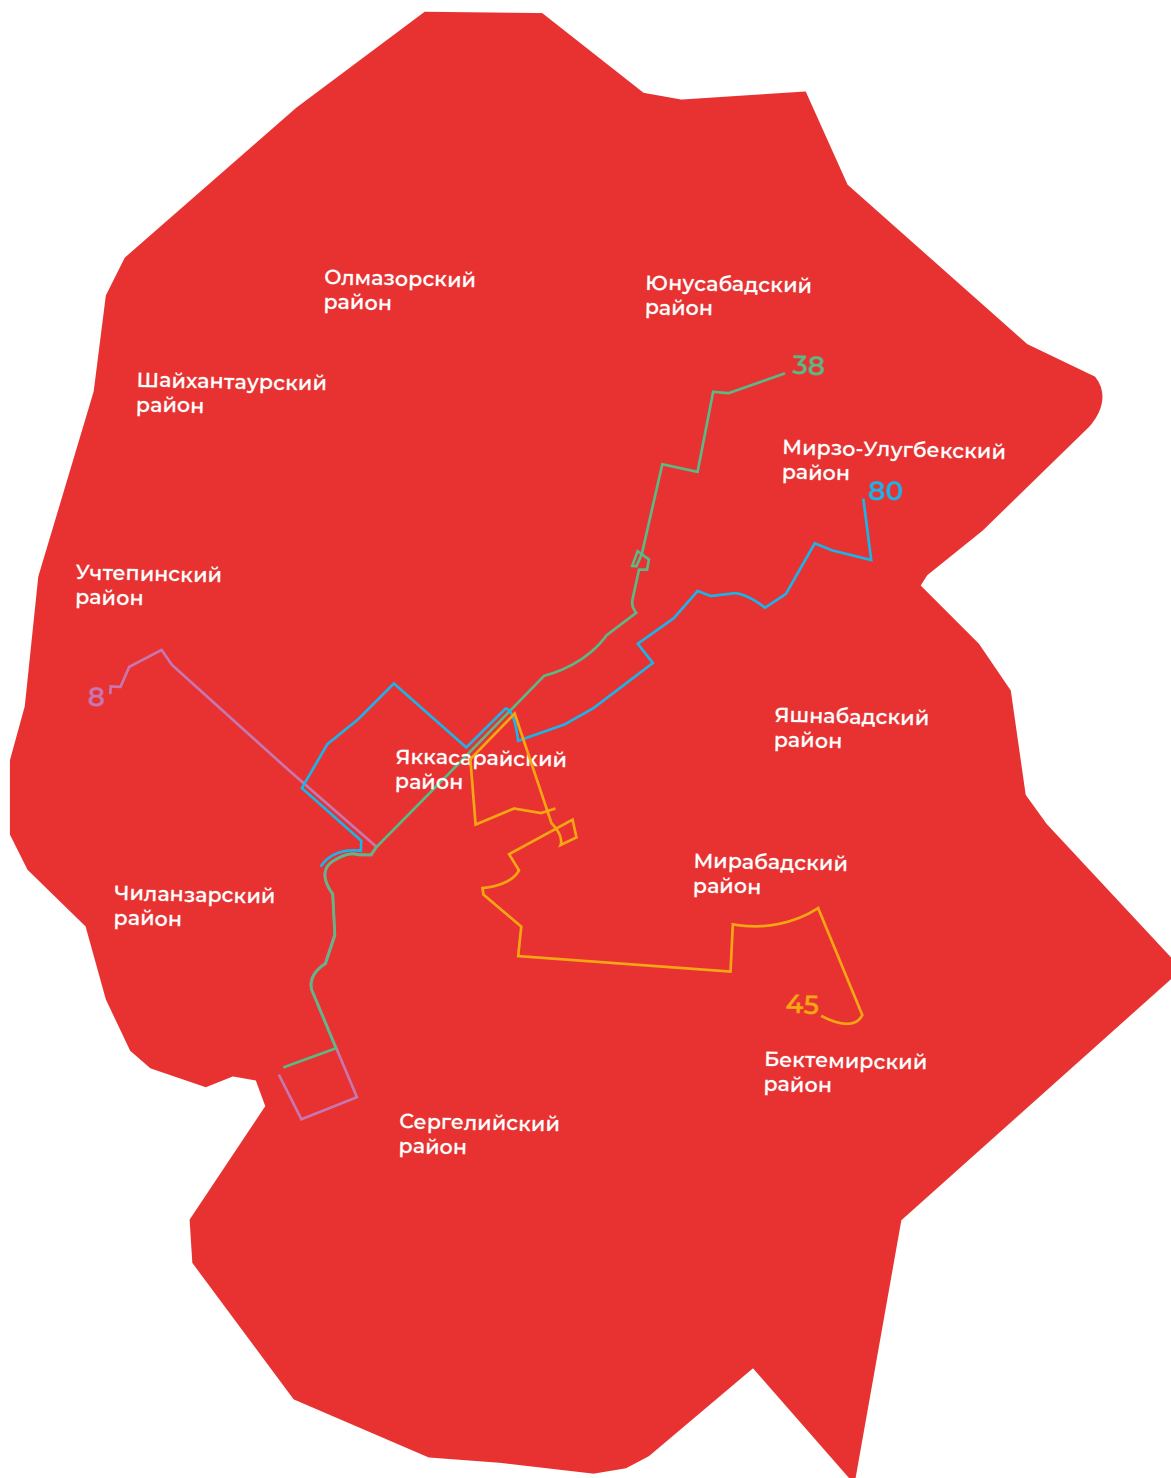 Олмазорский
район
Юнусабадский
район
38
Шайхантаурский
район
Мирзо-Улугбекский
район
80
Учтепинский
район
8
Яшнабадский
район
Яккасарайский
район
Мирабадский
район
Чиланзарский
район
45
Бектемирский
район
Сергелийский
район